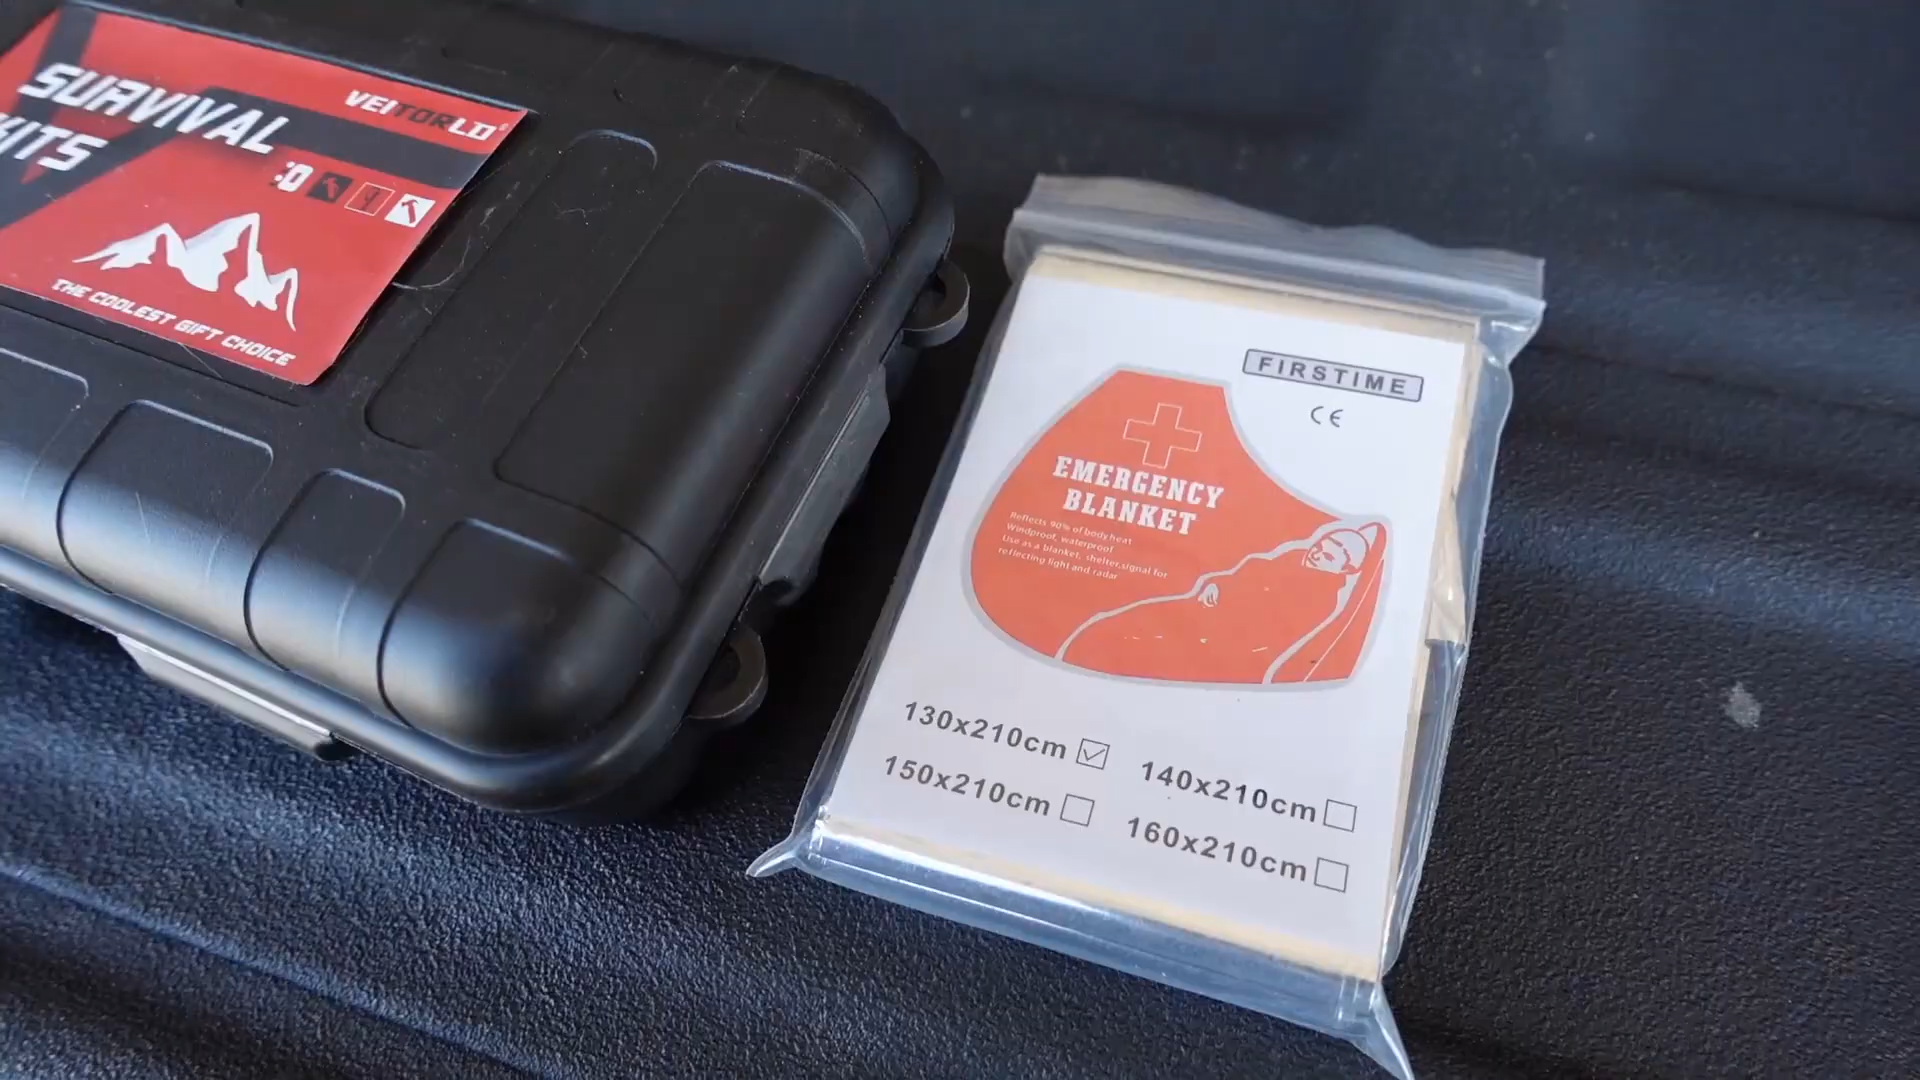 SURVIVAL
KITS
VEITORLD®
THE COOLEST GIFT CHOICE
FIRSTIME
CE
EMERGENCY
BLANKET
Reflects 90% of body heat
Windproof, waterproof
Use as a blanket, shelter,signal for
reflecting light and radar
130x210cm
140x210cm
150x210cm
160x210cm